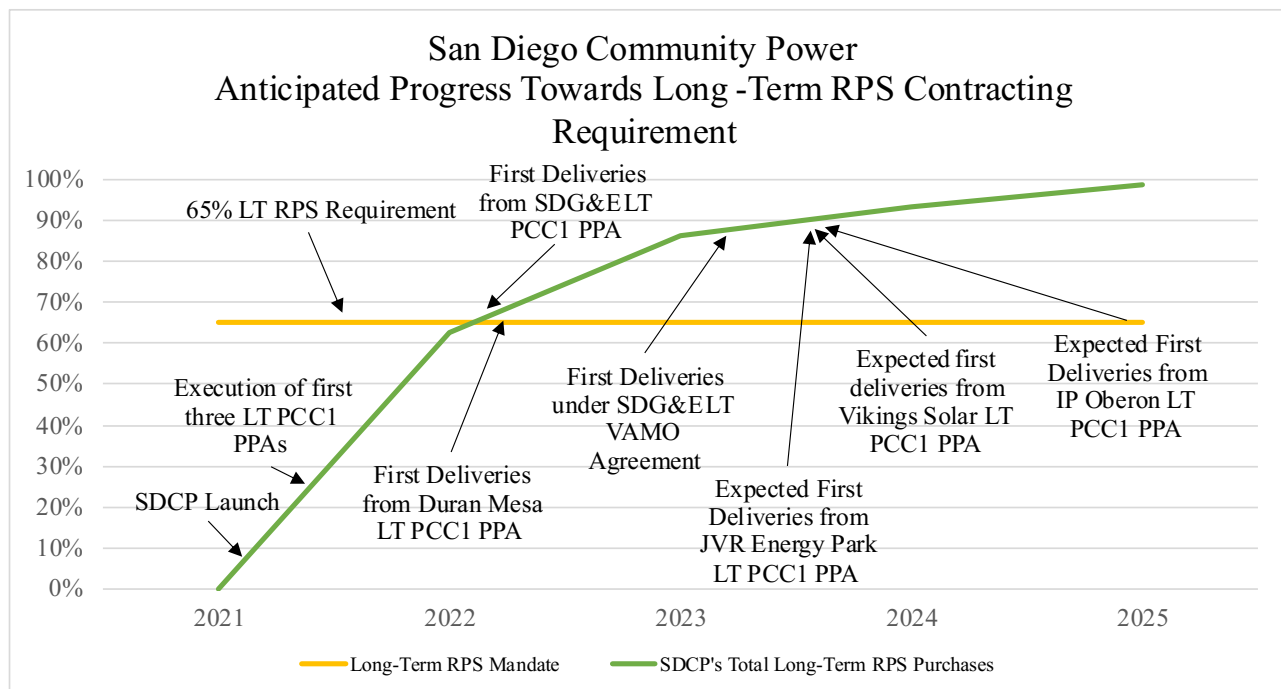 San Diego Community Power
Anticipated Progress Towards Long -Term RPS Contracting
Requirement
100%
90%
80%
70%
60%
50%
40%
30%
20%
10%
0%
65% LT RPS Requirement
First Deliveries
from SDG&ELT
PCC1 PPA
Execution of first
three LT PCC1
PPAs
SDCP Launch
First Deliveries
from Duran Mesa
LT PCC1 PPA
First Deliveries
under SDG&ELT
VAMO
Agreement
Expected First
Deliveries from
JVR Energy Park
LT PCC1 PPA
Expected first
deliveries from
Vikings Solar LT
PCC1 PPA
Expected First
Deliveries from
IP Oberon LT
PCC1 PPA
2021 2022 2023 2024 2025
Long-Term RPS Mandate SDCP's Total Long-Term RPS Purchases